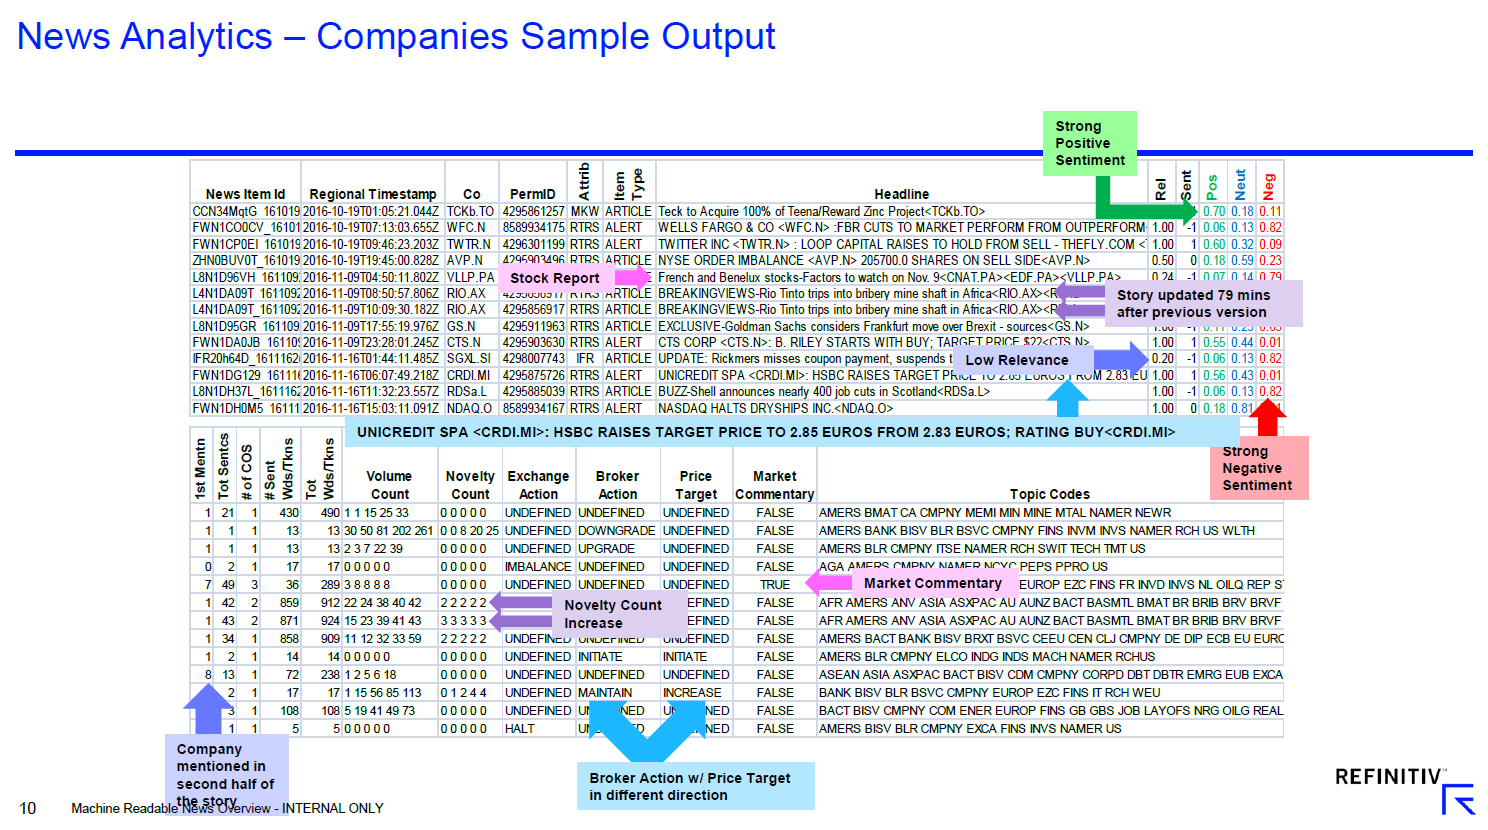 News Analytics – Companies Sample Output
Strong
Positive
Sentiment
News Item Id Regional Timestamp Co PermID Attrib Item Type Headline Rel Sent Pos Neut Neg
CCN34MqtG 161019 2016-10-19T01:05:21.044Z TCKb.TO 4295861257 MKW ARTICLE Teck to Acquire 100% of Teena/Reward Zinc Project<TCKb.TO> 0.70 0.18 0.11
FWN1CO0CV_16101 2016-10-19T07:13:03.655Z WFC.N 8589934175 RTRS ALERT WELLS FARGO & CO <WFC.N> :FBR CUTS TO MARKET PERFORM FROM OUTPERFORM 1.00 -1 0.06 0.13 0.82
FWN1CP0EI 161019 2016-10-19T09:46:23.203Z TWTR.N 4296301199 RTRS ALERT TWITTER INC <TWTR.N> : LOOP CAPITAL RAISES TO HOLD FROM SELL - THEFLY.COM < 1.00 1 0.60 0.32 0.09
ZHN0BUV0T_161019 2016-10-19T19:45:00.828Z AVP.N 4295903496 RTRS ARTICLE NYSE ORDER IMBALANCE <AVP.N> 205700.0 SHARES ON SELL SIDE<AVP.N> 0.50 0 0.18 0.59 0.23
L8N1D96VH 161109 2016-11-09T04:50:11.802Z VLLP.PA Stock Report French and Benelux stocks-Factors to watch on Nov. 9<CNAT.PA><EDF.PA><VLLP.PA> 0.24 -1 0.07 0.14 0.79
L4N1DA09T 161109 2016-11-09T08:50:57.806Z RIO.AX 4295856917 RTRS ARTICLE BREAKINGVIEWS-Rio Tinto trips into bribery mine shaft in Africa<RIO.AX>
L4N1DA09T_161109 2016-11-09T10:09:30.182Z RIO.AX 4295856917 RTRS ARTICLE BREAKINGVIEWS-Rio Tinto trips into bribery mine shaft in Africa<RIO.AX>
Story updated 79 mins
after previous version
L8N1D95GR 161109 2016-11-09T17:55:19.976Z GS.N 4295911963 RTRS ARTICLE EXCLUSIVE-Goldman Sachs considers Frankfurt move over Brexit - sources<GS.N>
FWN1DA0JB 16110 2016-11-09T23:28:01.245Z CTS.N 4295903630 RTRS ALERT CTS CORP <CTS.N>: B. RILEY STARTS WITH BUY; TARGET PRICE $22<CTS.N> 1.00 1 0.55 0.44 0.01
IFR20h64D_161116 2016-11-16T01:44:11.485Z SGXL.SI 4298007743 IFR ARTICLE UPDATE: Rickmers misses coupon payment, suspends Low Relevance 0.20 -1 0.06 0.13 0.82
FWN1DG129 16111 2016-11-16T06:07:49.218Z CRDI.MI 4295875726 RTRS ALERT UNICREDIT SPA <CRDI.MI>: HSBC RAISES TARGET PRICE TO 2.85 EUROS FROM 2.83 EU 1.00 1 0.56 0.43 0.01
L8N1DH37L_161116 2016-11-16T11:32:23.557Z RDSa.L 4295885039 RTRS ARTICLE BUZZ-Shell announces nearly 400 job cuts in Scotland<RDSa.L> 1.00 -1 0.06 0.13 0.82
FWN1DH0M5 16111 2016-11-16T15:03:11.091Z NDAQ.O 8589934167 RTRS ALERT NASDAQ HALTS DRYSHIPS INC.<NDAQ.O> 1.00 0 0.18 0.81
UNICREDIT SPA <CRDI.MI>: HSBC RAISES TARGET PRICE TO 2.85 EUROS FROM 2.83 EUROS; RATING BUY<CRDI.MI>
Strong
Negative
Sentiment
1st Mentn Tot Sentcs # of COS # Sent Wds/Tkns Tot Wds/Tkns Volume Count Novelty Count Exchange Action Broker Action Price Target Market Commentary Topic Codes
1 21 1 430 490 1 1 15 25 33 0 0 0 0 0 UNDEFINED UNDEFINED UNDEFINED FALSE AMERS BMAT CA CMPNY MEMI MIN MINE MTAL NAMER NEWR
1 1 1 13 13 30 50 81 202 261 0 0 8 20 25 UNDEFINED DOWNGRADE UNDEFINED FALSE AMERS BANK BISV BLR BSVC CMPNY FINS INVM INVS NAMER RCH US WLTH
1 1 1 13 13 2 3 7 22 39 0 0 0 0 0 UNDEFINED UPGRADE UNDEFINED FALSE AMERS BLR CMPNY ITSE NAMER RCH SWIT TECH TMT US
0 2 1 17 17 0 0 0 0 0 0 0 0 0 0 IMBALANCE UNDEFINED UNDEFINED FALSE AGA AMERS CMPNY NAMER NCYC PEPS PPRO US
7 49 3 36 289 3 8 8 8 8 0 0 0 0 0 UNDEFINED UNDEFINED UNDEFINED TRUE Market Commentary EUROP EZC FINS FR INVD INVS NL OILQ REP
1 42 2 859 912 22 24 38 40 42 2 2 2 2 2 FALSE AFR AMERS ANV ASIA ASXPAC AU AUNZ BACT BASMTL BMAT BR BRIB BRV BRVF
1 43 2 871 924 15 23 39 41 43 3 3 3 3 3 FALSE AFR AMERS ANV ASIA ASXPAC AU AUNZ BACT BASMTL BMAT BR BRIB BRV BRVF
Novelty Count
Increase
1 34 1 858 909 11 12 32 33 59 2 2 2 2 2 UNDEFINED UNDEFINED UNDEFINED FALSE AMERS BACT BANK BISV BRXT BSVC CEEU CEN CLJ CMPNY DE DIP ECB EU EURO
1 2 1 14 14 0 0 0 0 0 0 0 0 0 0 UNDEFINED INITIATE INITIATE FALSE AMERS BLR CMPNY ELCO INDG INDS MACH NAMER RCHUS
8 13 1 72 238 1 2 5 6 18 0 0 0 0 0 UNDEFINED UNDEFINED UNDEFINED FALSE ASEAN ASIA ASXPAC BACT BISV CDM CMPNY CORPD DBT DBTR EMRG EUB EXCA
2 1 17 17 1 15 56 85 113 0 1 2 4 4 UNDEFINED MAINTAIN INCREASE FALSE BANK BISV BLR BSVC CMPNY EUROP EZC FINS IT RCH WEU
3 1 108 108 5 19 41 49 73 0 0 0 0 0 UNDEFINED FALSE BACT BISV CMPNY COM ENER EUROP FINS GB GBS JOB LAYOFS NRG OILG REAL
1 1 5 5 0 0 0 0 0 0 0 0 0 0 HALT FALSE AMERS BISV BLR CMPNY EXCA FINS INVS NAMER US
Company
mentioned in
second half of
the story
Broker Action w/ Price Target
in different direction
REFINITIV™
10 Machine Readable News Overview - INTERNAL ONLY